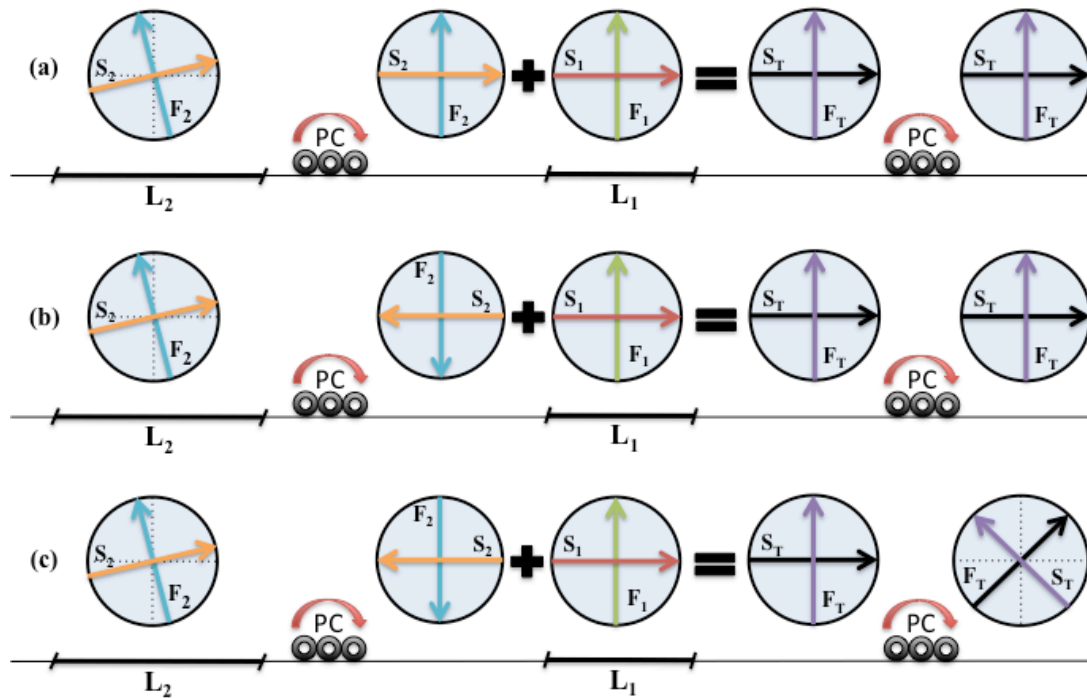 (a) S2 F2 PC S2 F2 S1 F1 ST FT PC ST FT
L2 L1
(b) S2 F2 PC F2 S2 S1 F1 ST FT PC ST FT
L2 L1
(c) S2 F2 PC F2 S2 S1 F1 ST FT PC FT ST
L2 L1